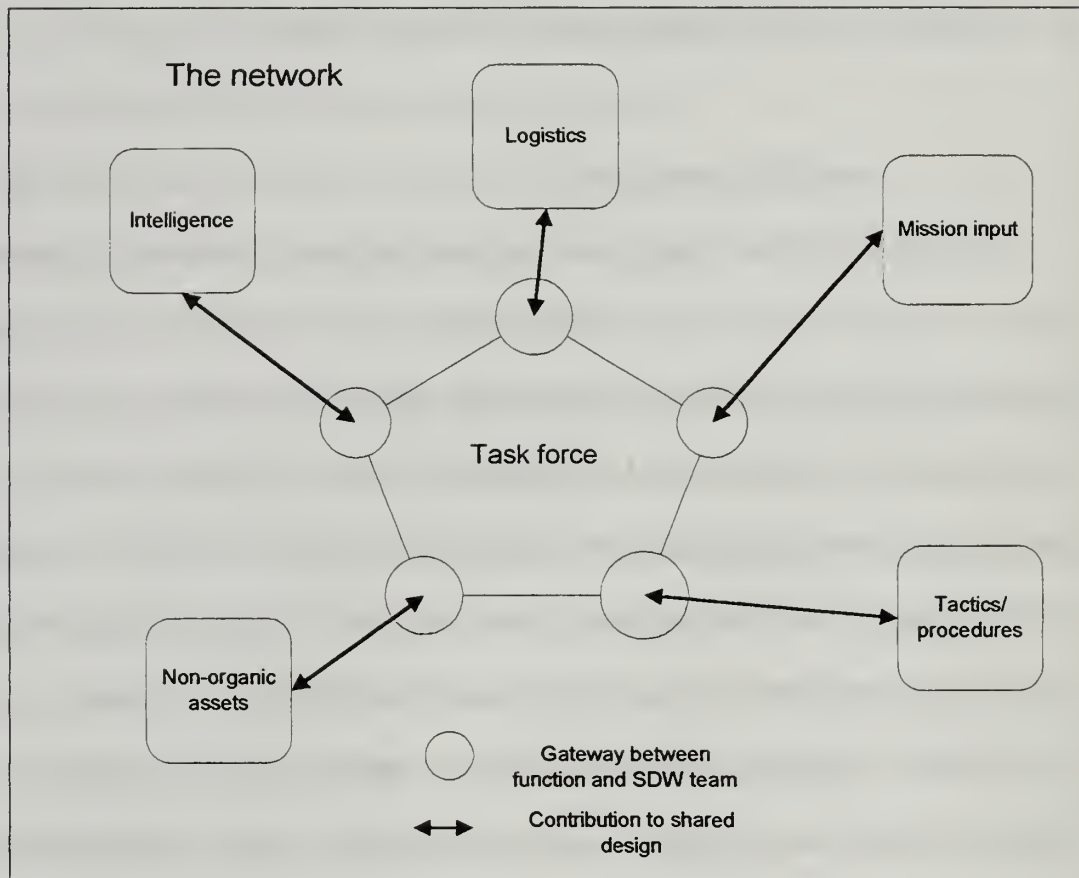 The network
Logistics
Intelligence
Mission input
Task force
Tactics/
procedures
Non-organic
assets
Gateway between
function and SDW team
Contribution to shared
design